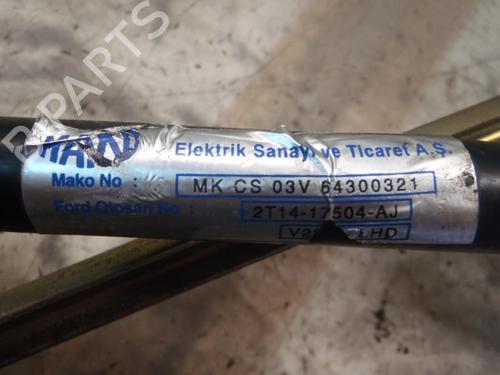 MAKO Elektrik Sanayi ve Ticaret A.Ş.
Mako No : MK CS 03V 64300321
Ford Otosan No : 2T14-17504-AJ
LHD
B PARTS